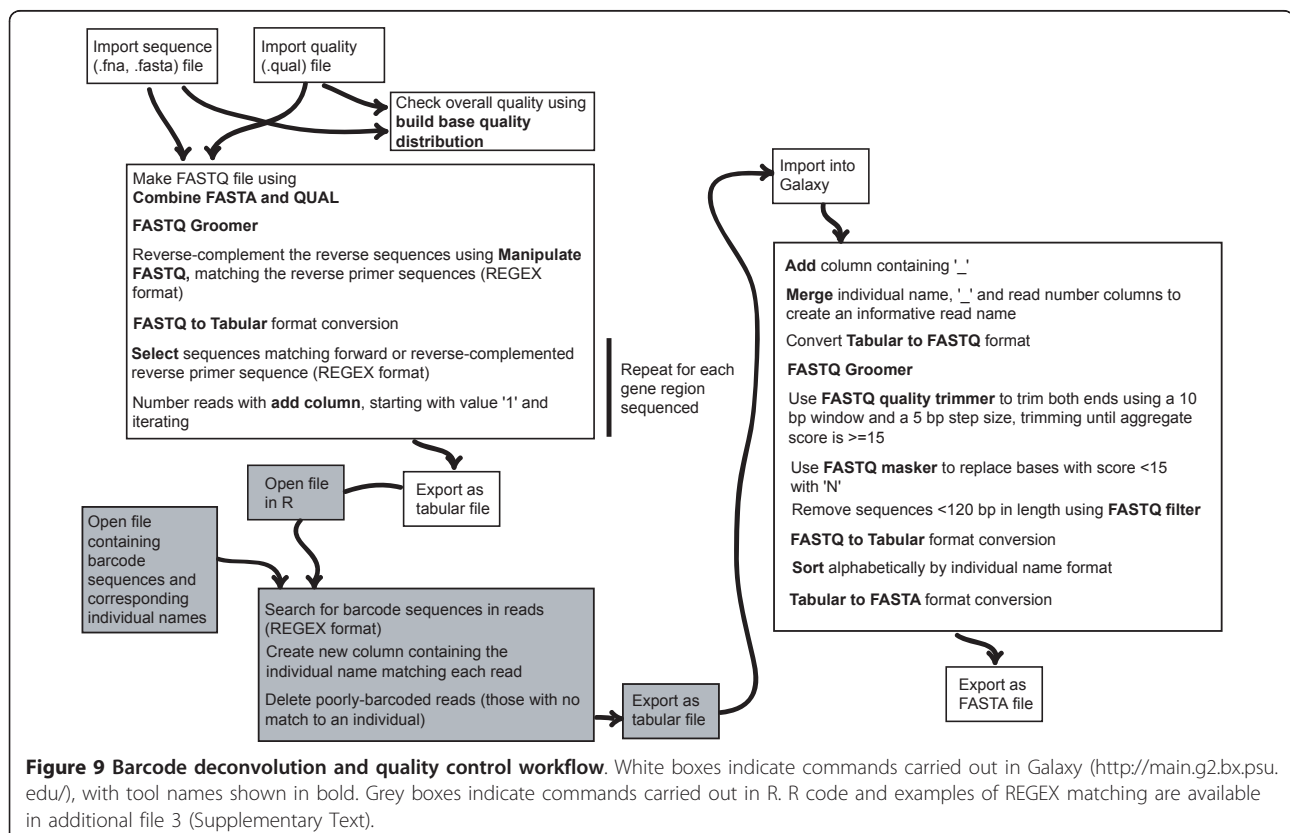 Import sequence
(.fna, .fasta) file
Import quality
(.qual) file
Check overall quality using
build base quality
distribution
Make FASTQ file using
Combine FASTA and QUAL
FASTQ Groomer
Reverse-complement the reverse sequences using Manipulate
FASTQ, matching the reverse primer sequences (REGEX
format)
FASTQ to Tabular format conversion
Select sequences matching forward or reverse-complemented
reverse primer sequence (REGEX format)
Number reads with add column, starting with value '1' and
iterating
Repeat for each
gene region
sequenced
Export as
tabular file
Open file
in R
Open file
containing
barcode
sequences and
corresponding
individual names
Search for barcode sequences in reads
(REGEX format)
Create new column containing the
individual name matching each read
Delete poorly-barcoded reads (those with no
match to an individual)
Export as
tabular file
Import into
Galaxy
Add column containing '_'
Merge individual name, '_' and read number columns to
create an informative read name
Convert Tabular to FASTQ format
FASTQ Groomer
Use FASTQ quality trimmer to trim both ends using a 10
bp window and a 5 bp step size, trimming until aggregate
score is >=15
Use FASTQ masker to replace bases with score <15
with 'N'
Remove sequences <120 bp in length using FASTQ filter
FASTQ to Tabular format conversion
Sort alphabetically by individual name format
Tabular to FASTA format conversion
Export as
FASTA file
Figure 9 Barcode deconvolution and quality control workflow. White boxes indicate commands carried out in Galaxy (http://main.g2.bx.psu.
edu/), with tool names shown in bold. Grey boxes indicate commands carried out in R. R code and examples of REGEX matching are available
in additional file 3 (Supplementary Text).